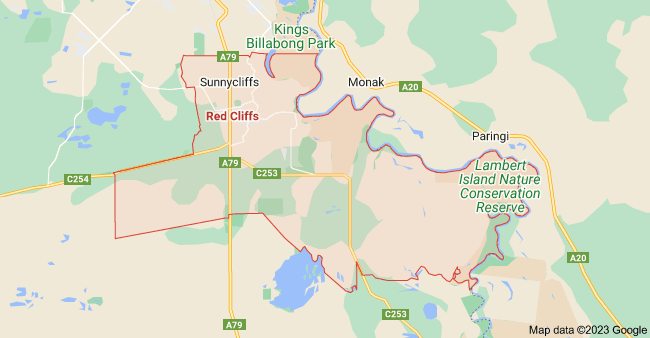 Kings
Billabong Park
A79
Sunnycliffs
Monak
A20
Red Cliffs
Paringi
A79
C253
C254
Lambert
Island Nature
Conservation
Reserve
A20
C253
A79
Map data ©2023 Google